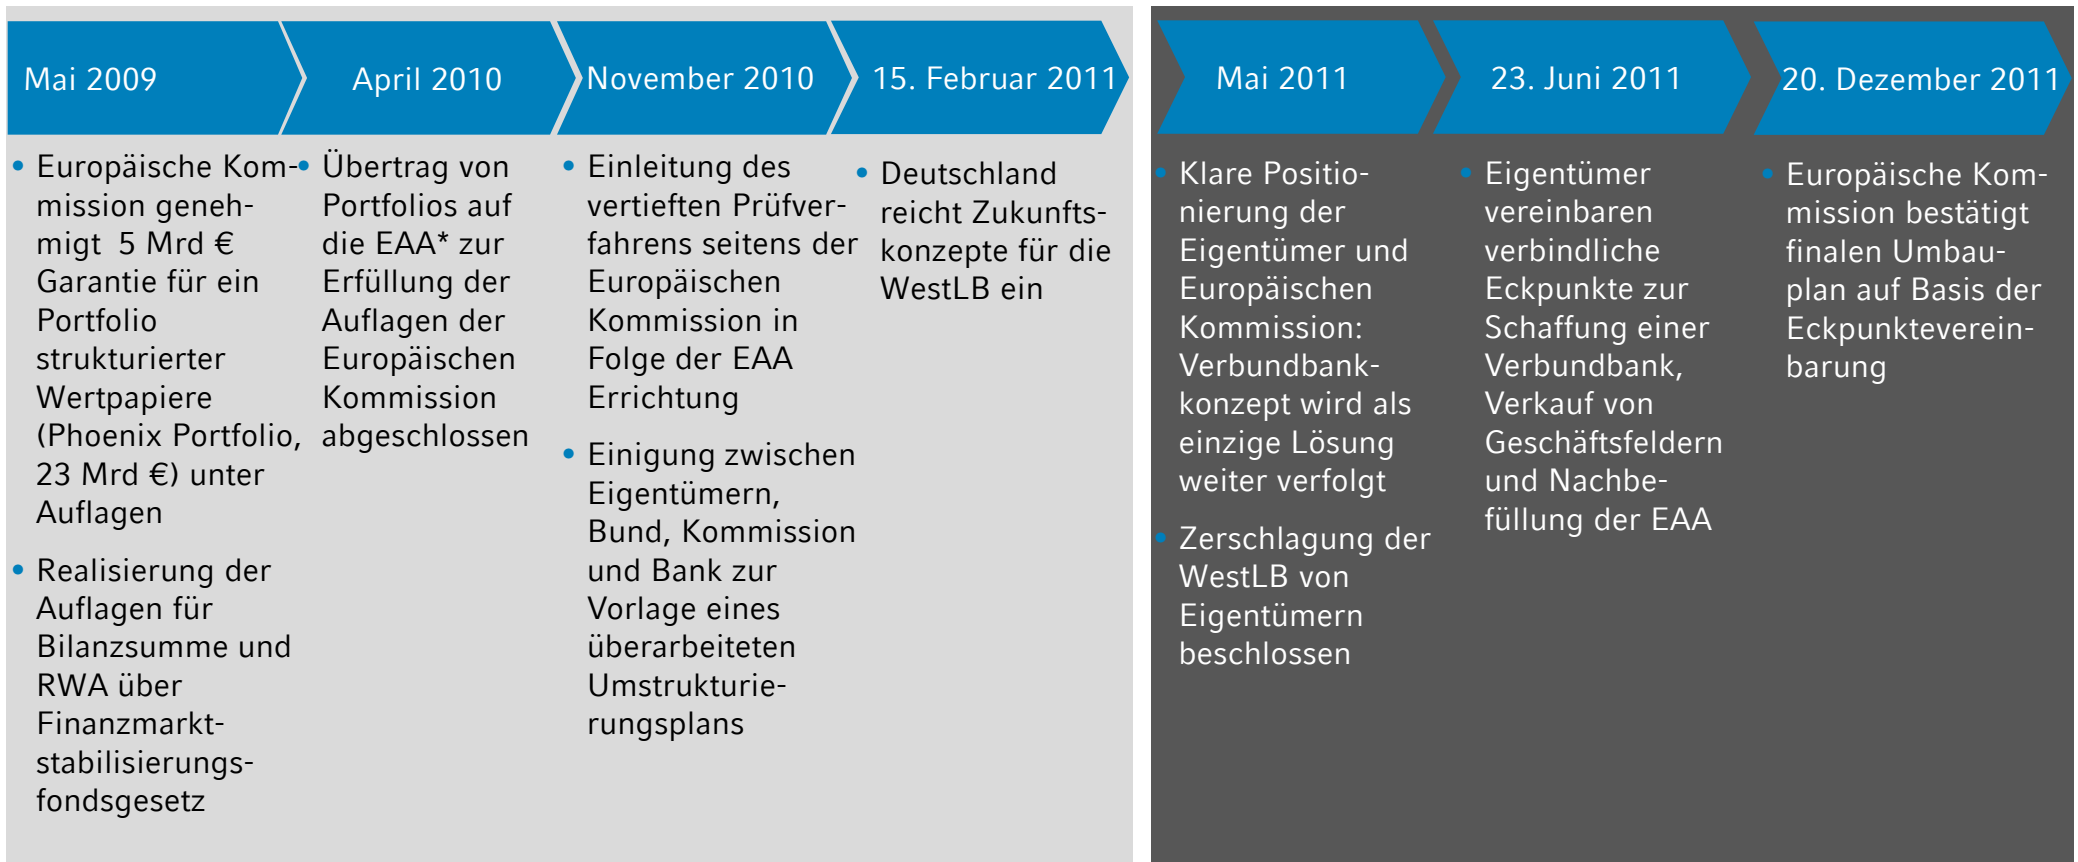 Mai 2009
• Europäische Kom-
mission geneh-
migt  5 Mrd €
Garantie für ein
Portfolio
strukturierter
Wertpapiere
(Phoenix Portfolio,
23 Mrd €) unter
Auflagen
• Realisierung der
Auflagen für
Bilanzsumme und
RWA über
Finanzmarkt-
stabilisierungs-
fondsgesetz
April 2010
• Übertrag von
Portfolios auf
die EAA* zur
Erfüllung der
Auflagen der
Europäischen
Kommission
abgeschlossen
November 2010
• Einleitung des
vertieften Prüfver-
fahrens seitens der
Europäischen
Kommission in
Folge der EAA
Errichtung
• Einigung zwischen
Eigentümern,
Bund, Kommission
und Bank zur
Vorlage eines
überarbeiteten
Umstrukturie-
rungsplans
15. Februar 2011
• Deutschland
reicht Zukunfts-
konzepte für die
WestLB ein
Mai 2011
• Klare Positio-
nierung der
Eigentümer und
Europäischen
Kommission:
Verbundbank-
konzept wird als
einzige Lösung
weiter verfolgt
• Zerschlagung der
WestLB von
Eigentümern
beschlossen
23. Juni 2011
• Eigentümer
vereinbaren
verbindliche
Eckpunkte zur
Schaffung einer
Verbundbank,
Verkauf von
Geschäftsfeldern
und Nachbe-
füllung der EAA
20. Dezember 2011
• Europäische Kom-
mission bestätigt
finalen Umbau-
plan auf Basis der
Eckpunkteverein-
barung